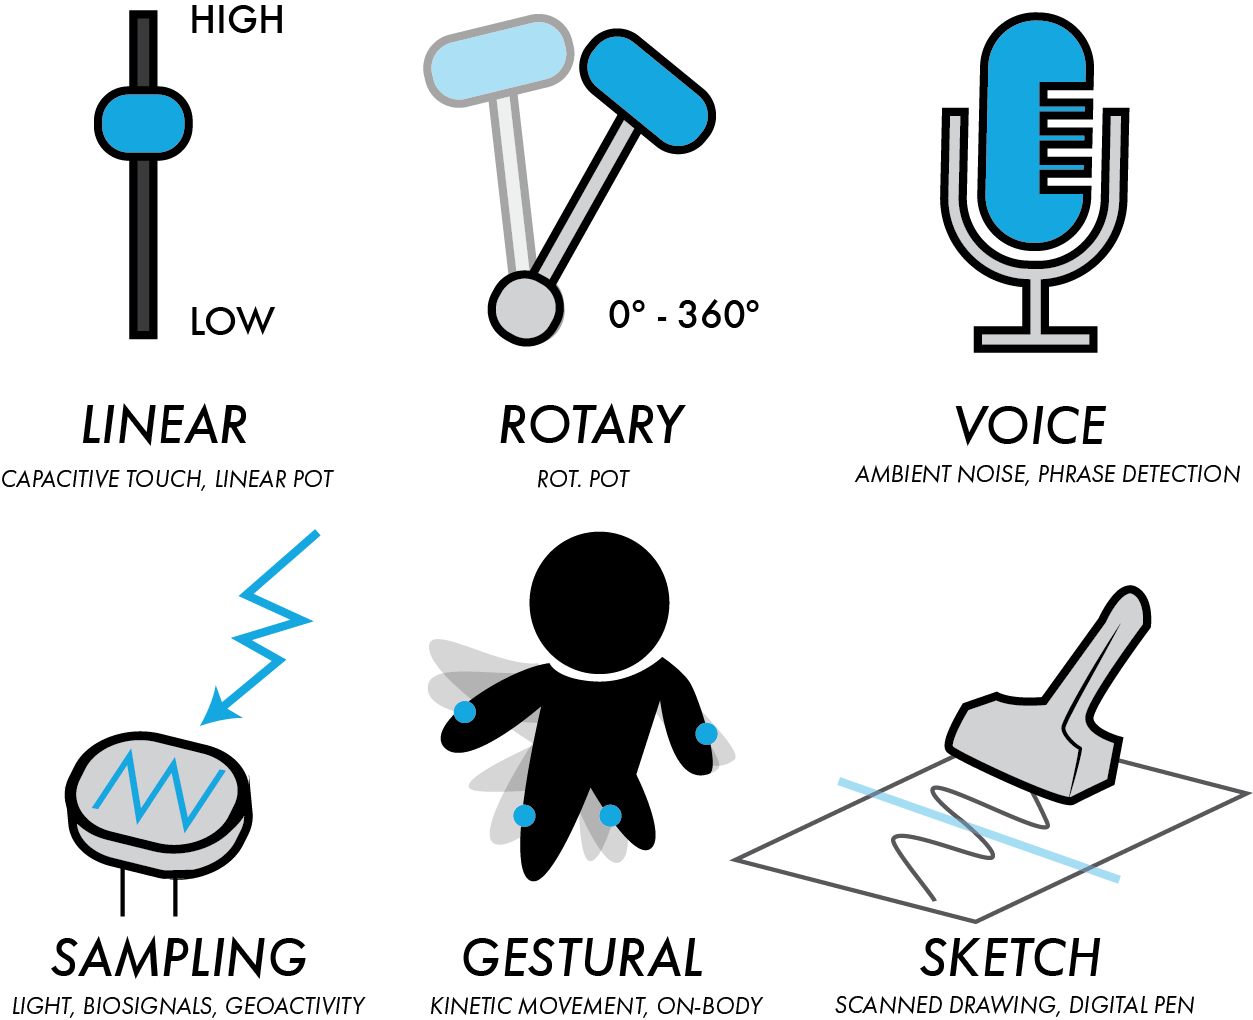 HIGH
LOW
0° - 360°
LINEAR
CAPACITIVE TOUCH, LINEAR POT
ROTARY
ROT. POT
VOICE
AMBIENT NOISE, PHRASE DETECTION
SAMPLING
LIGHT, BIOSIGNALS, GEOACTIVITY
GESTURAL
KINETIC MOVEMENT, ON-BODY
SKETCH
SCANNED DRAWING, DIGITAL PEN